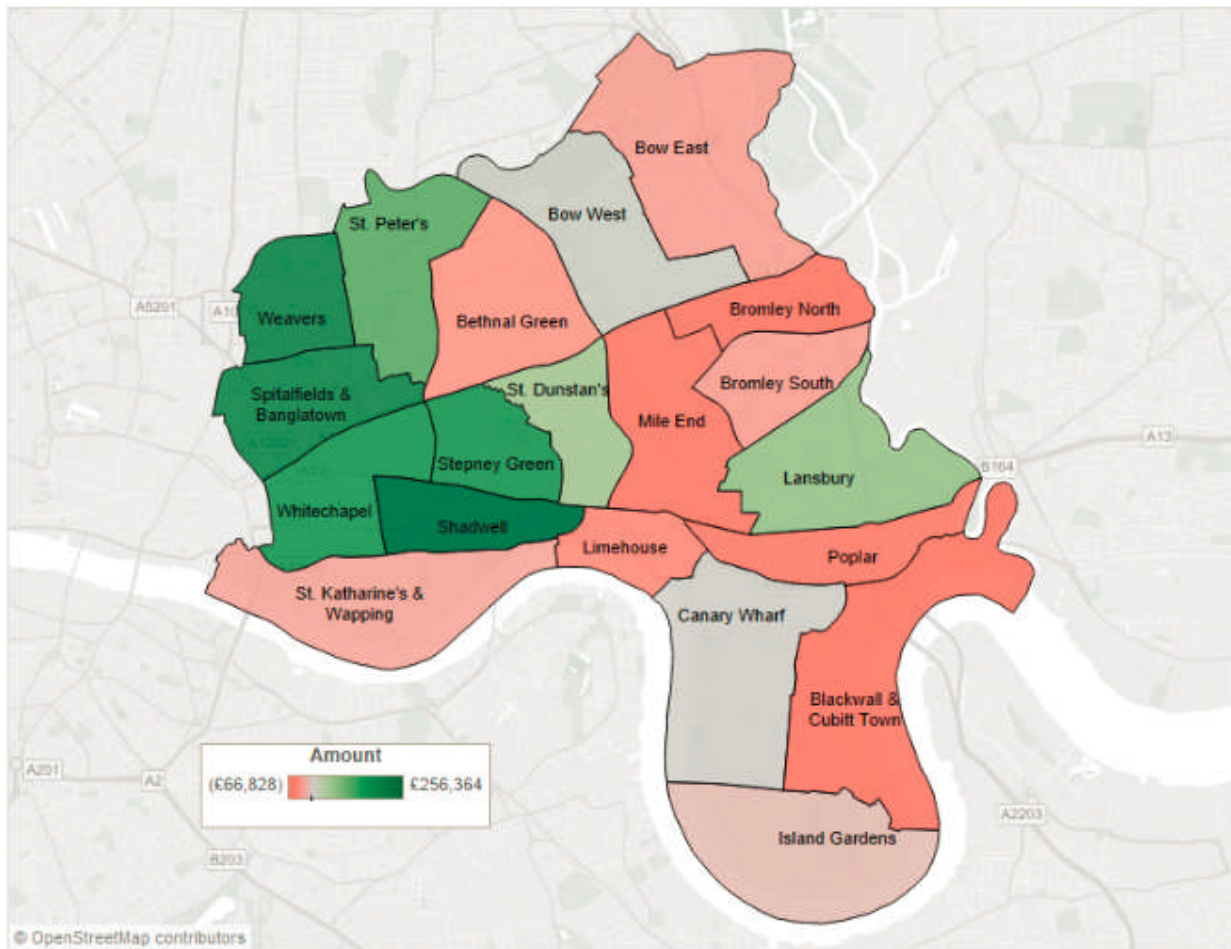 Bow East
Bow West
St. Peter's
Weavers
Bethnal Green
Bromley North
Spitalfields &
Banglatown
St. Dunstan's
Bromley South
Mile End
Stepney Green
Lansbury
Whitechapel
Shadwell
Limehouse
Poplar
St. Katharine's &
Wapping
Canary Wharf
Blackwall &
Cubitt Town
Island Gardens
Amount
(£66,828) £256,364
A13
B164
A201
A2
B203
A2203
© OpenStreetMap contributors